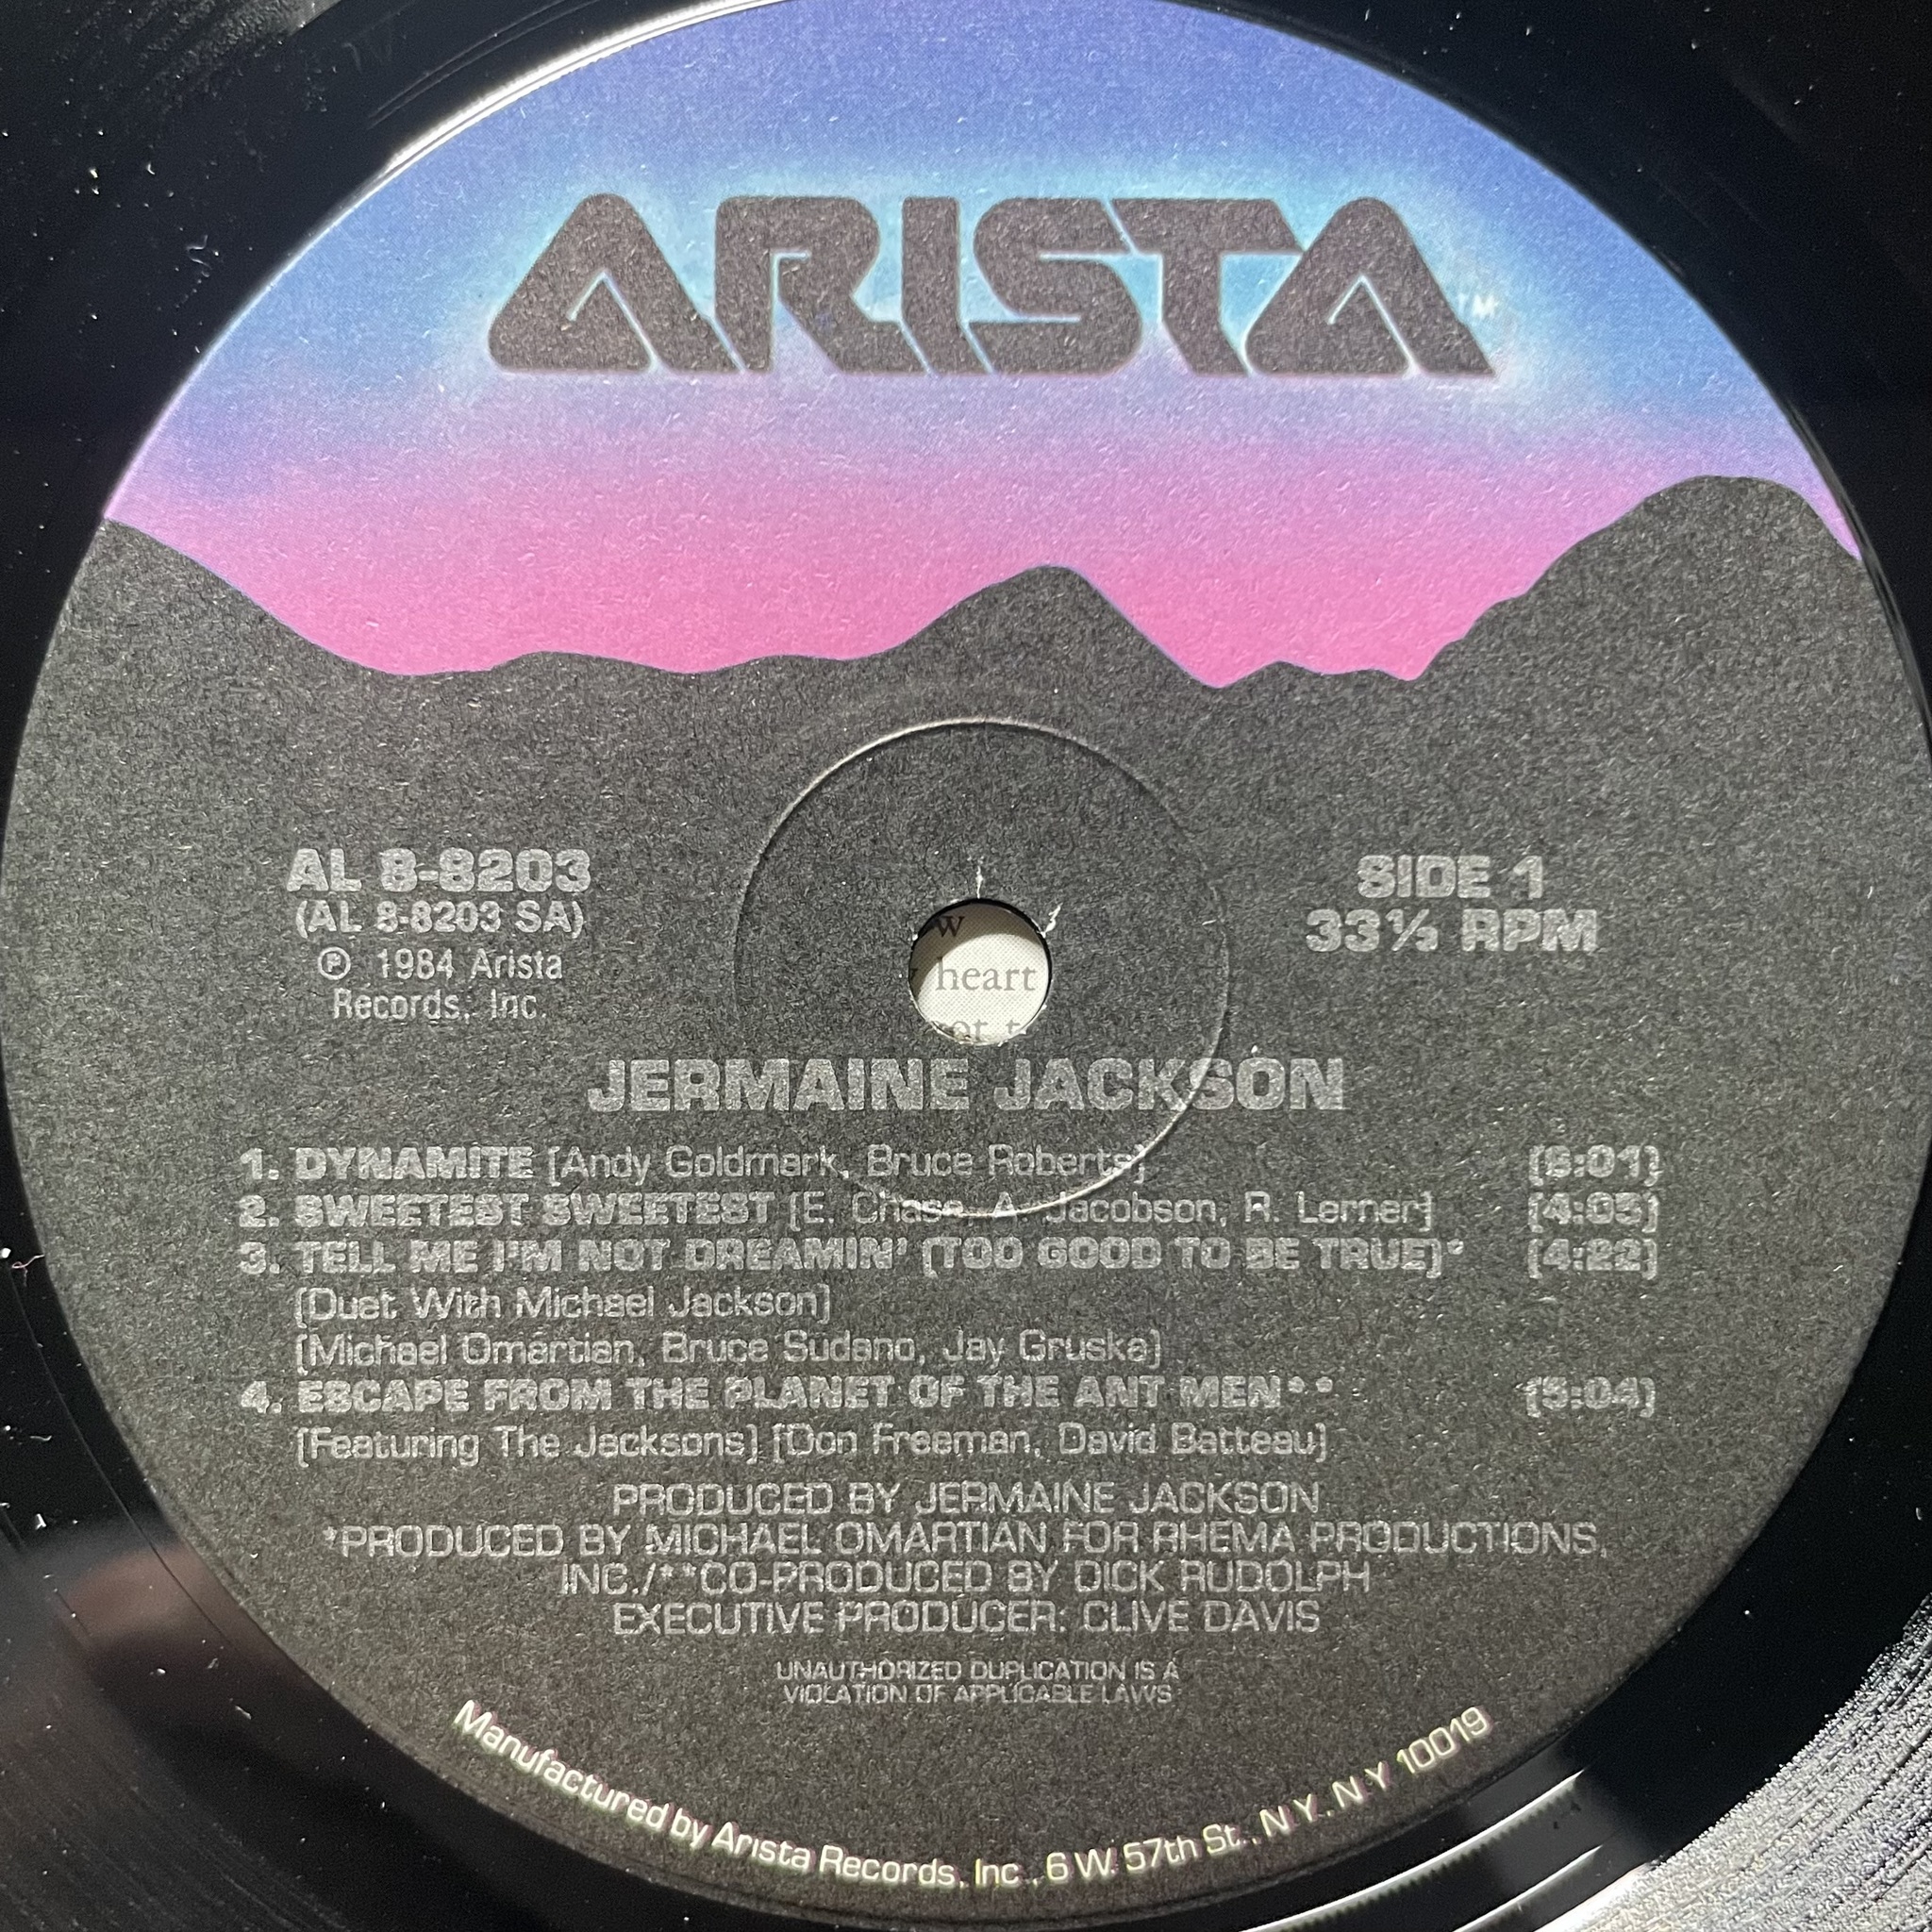 ARISTA
TM
AL 8-8203
(AL 8-8203 SA)
℗ 1984 Arista
Records, Inc.
SIDE 1
33⅓ RPM
w
heart
JERMAINE JACKSON
1. DYNAMITE [Andy Goldmark, Bruce Roberts] [6:01]
2. SWEETEST SWEETEST [E. Chase, A. Jacobson, R. Lerner] [4:05]
3. TELL ME I'M NOT DREAMIN' [TOO GOOD TO BE TRUE]* [4:22]
[Duet With Michael Jackson]
[Michael Omartian, Bruce Sudano, Jay Gruska]
4. ESCAPE FROM THE PLANET OF THE ANT MEN** [5:04]
[Featuring The Jacksons] [Don Freeman, David Batteau]
PRODUCED BY JERMAINE JACKSON
*PRODUCED BY MICHAEL OMARTIAN FOR RHEMA PRODUCTIONS,
INC./**CO-PRODUCED BY DICK RUDOLPH
EXECUTIVE PRODUCER: CLIVE DAVIS
UNAUTHORIZED DUPLICATION IS A
VIOLATION OF APPLICABLE LAWS
Manufactured by Arista Records, Inc., 6 W. 57th St., N.Y., N.Y. 10019